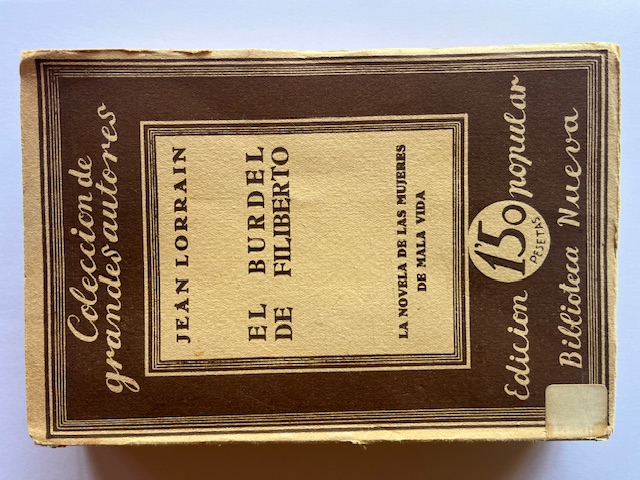 Coleccion de
grandes autores
JEAN LORRAIN
EL BURDEL
DE FILIBERTO
LA NOVELA DE LAS MUJERES
DE MALA VIDA
Edicion 1'50 popular
PESETAS
Biblioteca Nueva